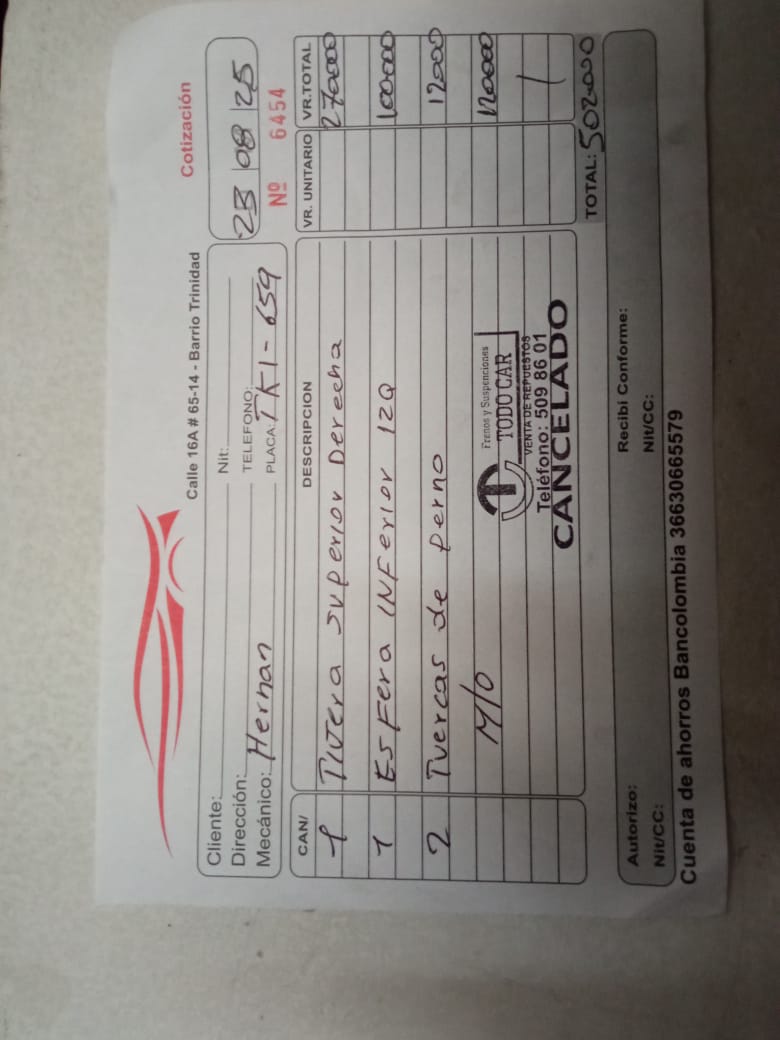 Calle 16A # 65-14 - Barrio Trinidad
Cotización
Cliente:
Nit:
23 08 25
Dirección:
TELEFONO:
Mecánico: Hernan
PLACA: TK1-659
Nº 6454
CAN/ DESCRIPCION VR. UNITARIO VR.TOTAL
1 TIJERA SUPERIOR DErecha 270000
1 ESFEra INFErior IZQ 100000
2 Tuercas de perno 12000
M/O 120000
Frenos y Suspenciones
TODO CAR
VENTA DE REPUESTOS
Teléfono: 509 86 01
CANCELADO
TOTAL: 502000
Autorizo:
Recibí Conforme:
Nit/CC:
Nit/CC:
Cuenta de ahorros Bancolombia 36630665579